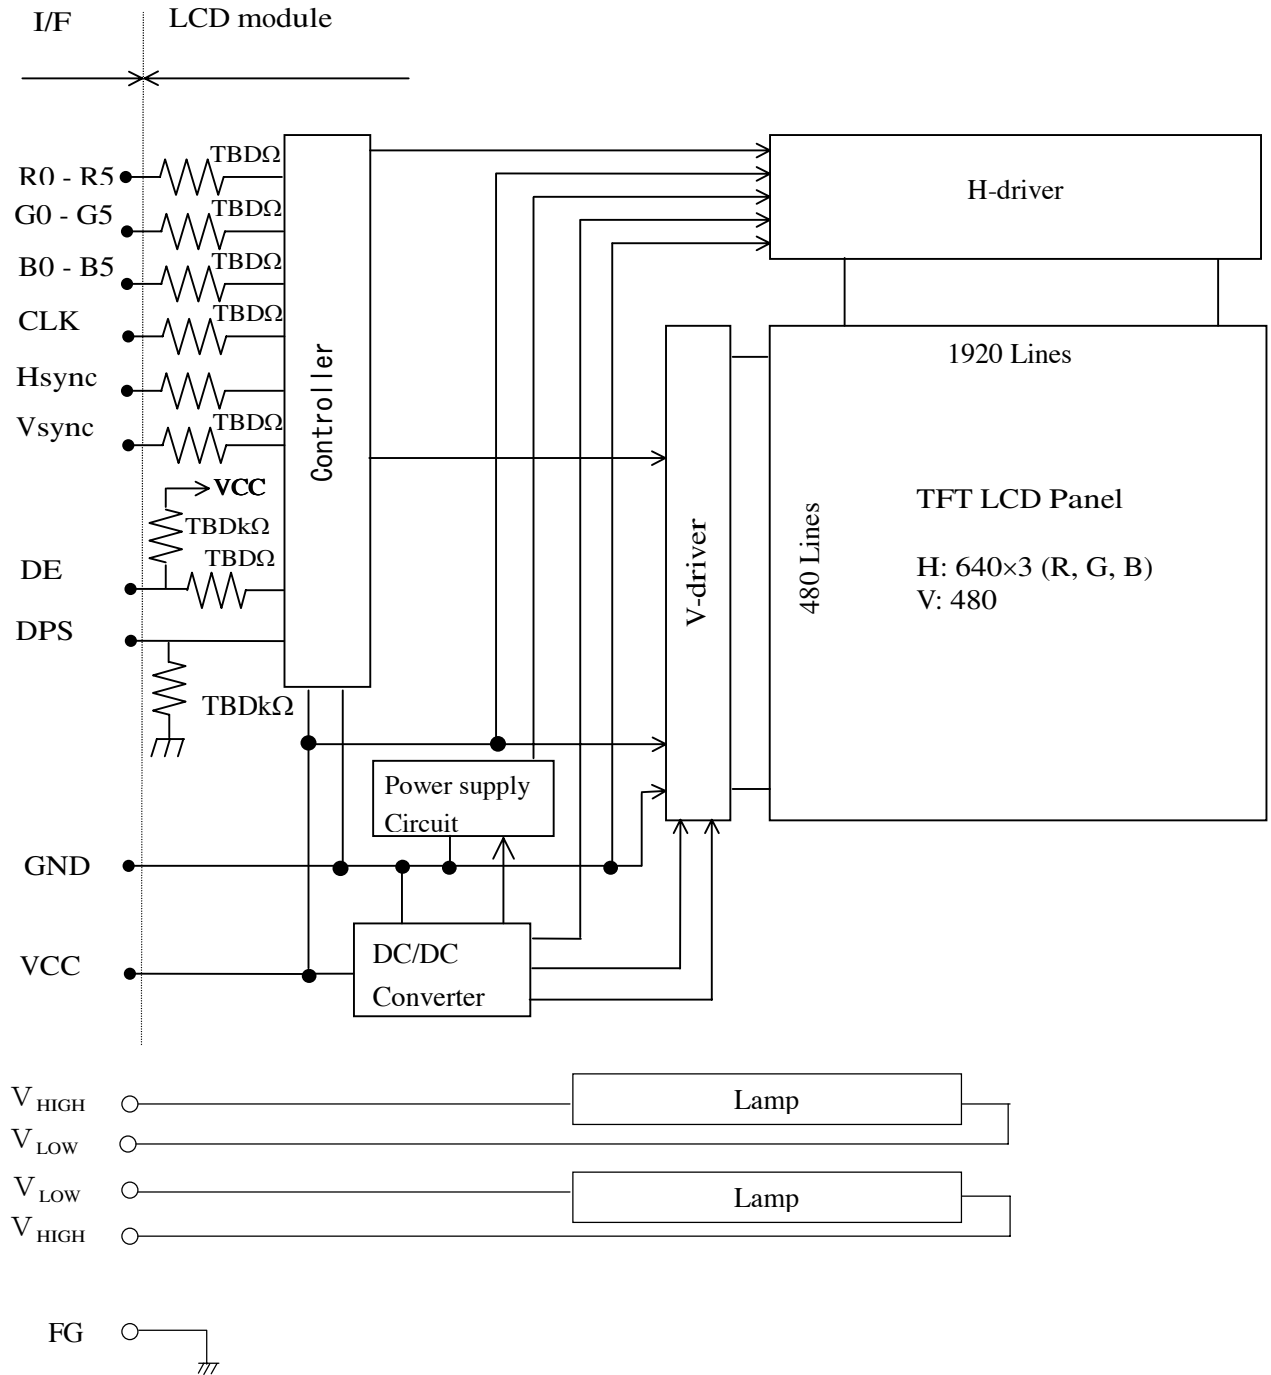 I/F
LCD module
TBDΩ
R0 - R5
H-driver
TBDΩ
G0 - G5
TBDΩ
B0 - B5
TBDΩ
CLK
1920 Lines
Hsync
Controller
TBDΩ
Vsync
VCC
TBDkΩ
TFT LCD Panel
TBDΩ
DE
V-driver
480 Lines
H: 640×3 (R, G, B)
V: 480
DPS
TBDkΩ
Power supply
Circuit
GND
DC/DC
Converter
VCC
V HIGH
Lamp
V LOW
V LOW
Lamp
V HIGH
FG